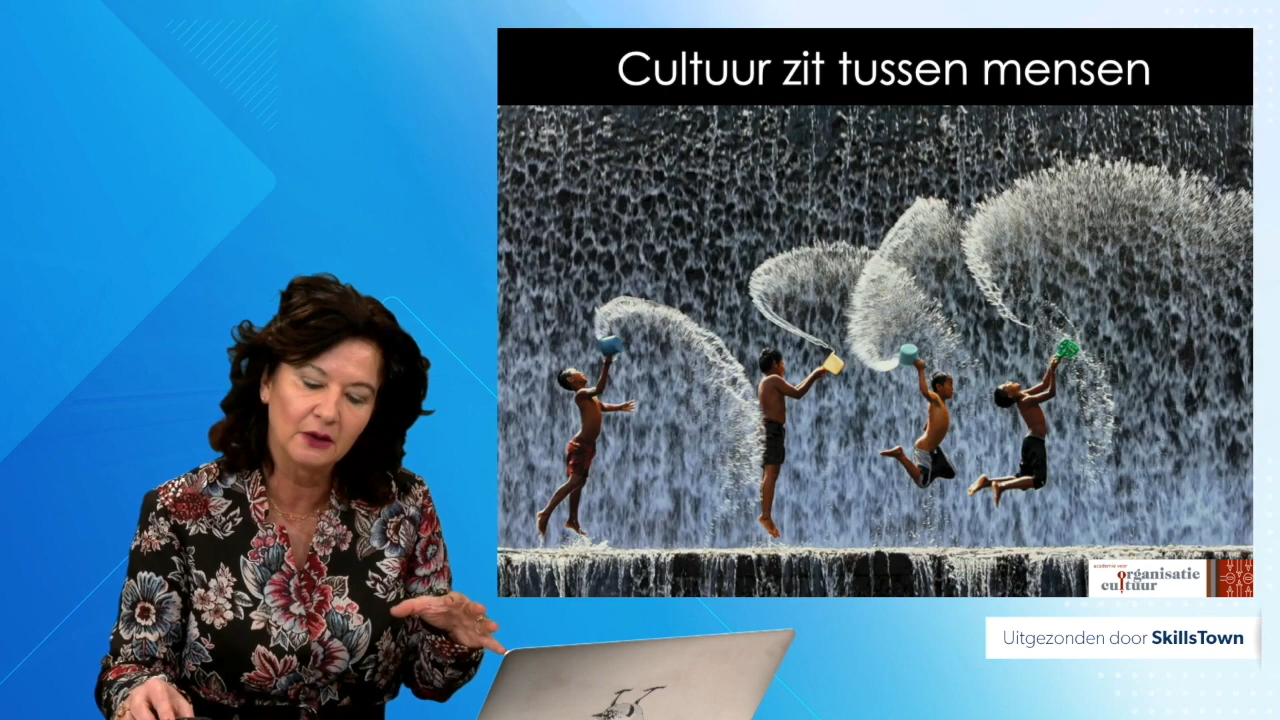 Cultuur zit tussen mensen
academie voor
organisatie
cultuur
Uitgezonden door SkillsTown